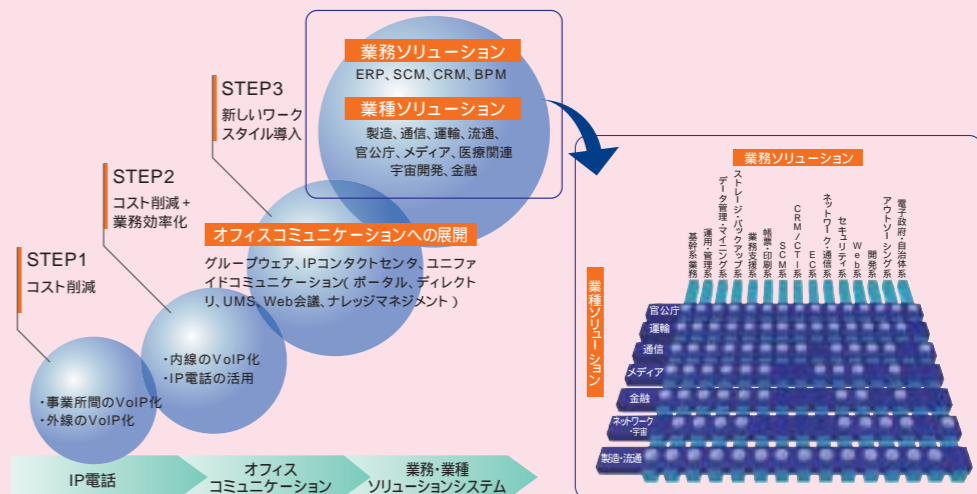 業務ソリューション
ERP、SCM、CRM、BPM
業種ソリューション
製造、通信、運輸、流通、
官公庁、メディア、医療関連
宇宙開発、金融
STEP3
新しいワーク
スタイル導入
STEP2
コスト削減+
業務効率化
STEP1
コスト削減
オフィスコミュニケーションへの展開
グループウェア、IPコンタクトセンタ、ユニファ
イドコミュニケーション(ポータル、ディレクト
リ、UMS、Web会議、ナレッジマネジメント)
・内線のVoIP化
・IP電話の活用
・事業所間のVoIP化
・外線のVoIP化
IP電話
オフィス
コミュニケーション
業務・業種
ソリューションシステム
業務ソリューション
基幹系業務
運用・管理系
データ管理・マイニング系
ストレージ・バックアップ系
業務支援系
帳票・印刷系
SCM系
CRM/CTI系
EC系
ネットワーク・通信系
セキュリティ系
Web系
開発系
アウトソーシング系
電子政府・自治体系
業種ソリューション
官公庁
運輸
通信
メディア
金融
ネットワーク
・宇宙
製造・流通